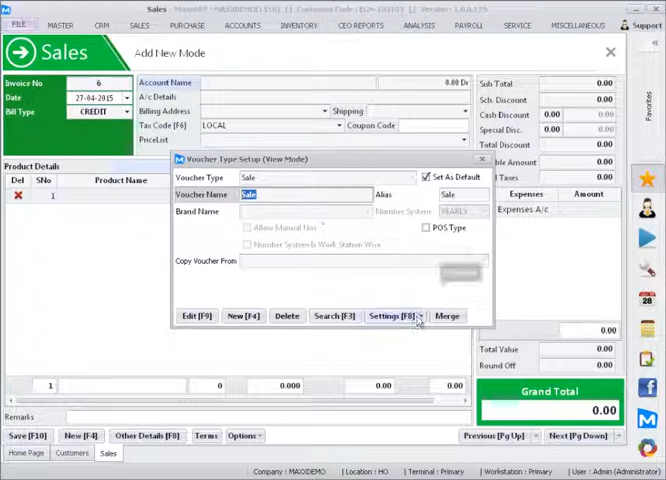 Sales
FILE MASTER CRM SALES PURCHASE ACCOUNTS INVENTORY CEO REPORTS ANALYSIS PAYROLL SERVICE MISCELLANEOUS Support
Sales Add New Mode
Invoice No 6
Date 27-04-2015
Bill Type CREDIT
Account Name 0.00 Dr
A/c Details
Billing Address Shipping
Tax Code [F6] LOCAL Coupon Code
PriceList
Sub Total 0.00
Sch. Discount 0.00
Cash Discount 0.00 0.00
Special Disc. 0.00 0.00
Total Discount 0.00
able Amount 0.00
Taxes 0.00
Favorites
Product Details
Del SNo Product Name
1
Expenses Amount
Expenses A/c
Voucher Type Setup (View Mode)
Voucher Type Sale Set As Default
Voucher Name Sale Alias Sale
Brand Name Number System YEARLY
Allow Manual Nos POS Type
Number System Is Work Station Wise
Copy Voucher From
Edit [F9] New [F4] Delete Search [F3] Settings [F8] Merge
0.00
Total Value 0.00
Round Off 0.00
1 0 0.000 0.00 0.00
Grand Total
0.00
Remarks
Save [F10] New [F4] Other Details [F8] Terms Options Previous [Pg Up] Next [Pg Down]
Home Page Customers Sales
Company : MAXXDEMO | Location : HO | Terminal : Primary | Workstation : Primary | User : Admin (Administrator)